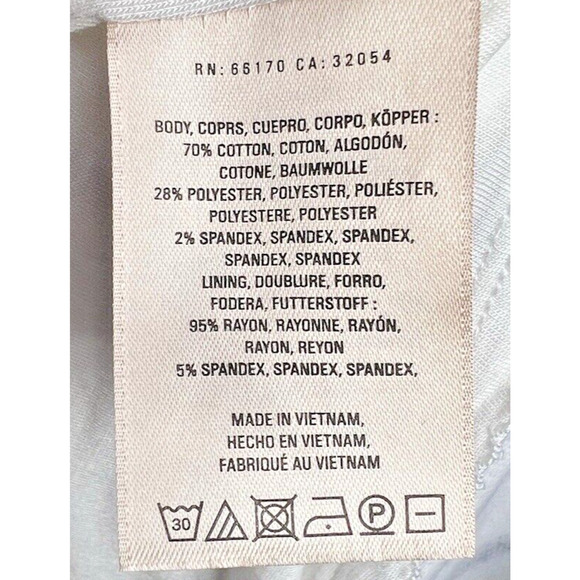 RN: 66170 CA: 32054
BODY, COPRS, CUEPRO, CORPO, KÖPPER :
70% COTTON, COTON, ALGODÓN,
COTONE, BAUMWOLLE
28% POLYESTER, POLYESTER, POLIÉSTER,
POLYESTERE, POLYESTER
2% SPANDEX, SPANDEX, SPANDEX,
SPANDEX, SPANDEX
LINING, DOUBLURE, FORRO,
FODERA, FUTTERSTOFF :
95% RAYON, RAYONNE, RAYÓN,
RAYON, REYON
5% SPANDEX, SPANDEX, SPANDEX,
MADE IN VIETNAM,
HECHO EN VIETNAM,
FABRIQUÉ AU VIETNAM
30 P